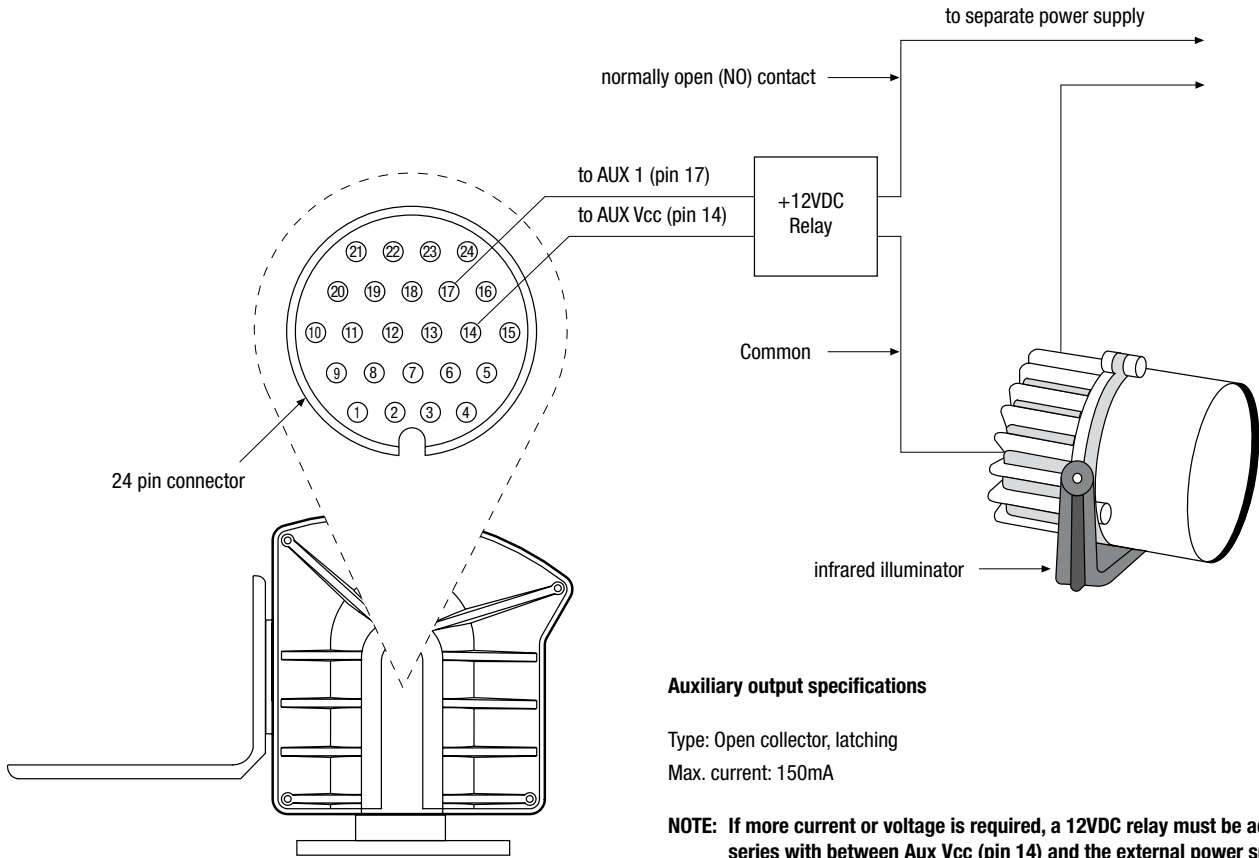 to separate power supply
normally open (NO) contact
to AUX 1 (pin 17)
to AUX Vcc (pin 14)
+12VDC
Relay
21 22 23 24
20 19 18 17 16
10 11 12 13 14 15
9 8 7 6 5
1 2 3 4
Common
24 pin connector
infrared illuminator
Auxiliary output specifications
Type: Open collector, latching
Max. current: 150mA
NOTE: If more current or voltage is required, a 12VDC relay must be
series with between Aux Vcc (pin 14) and the external power